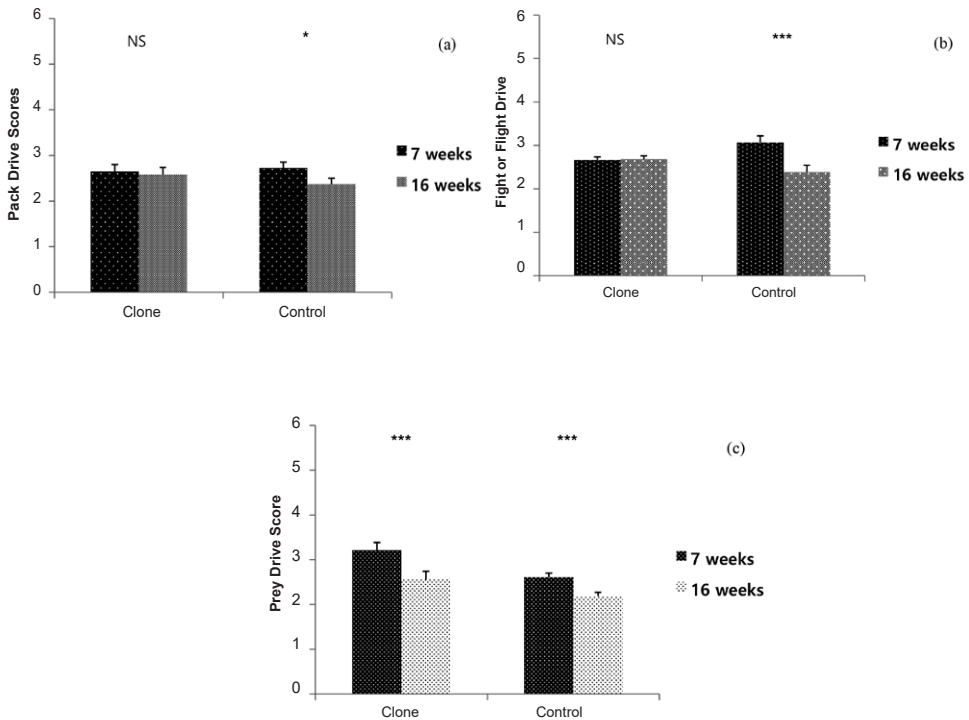 6
5
4
3
2
1
0
Pack Drive Scores
NS
*
(a)
7 weeks
16 weeks
Clone
Control
6
5
4
3
2
1
0
Fight or Flight Drive
NS
***
(b)
7 weeks
16 weeks
Clone
Control
6
5
4
3
2
1
0
Prey Drive Score
***
***
(c)
7 weeks
16 weeks
Clone
Control